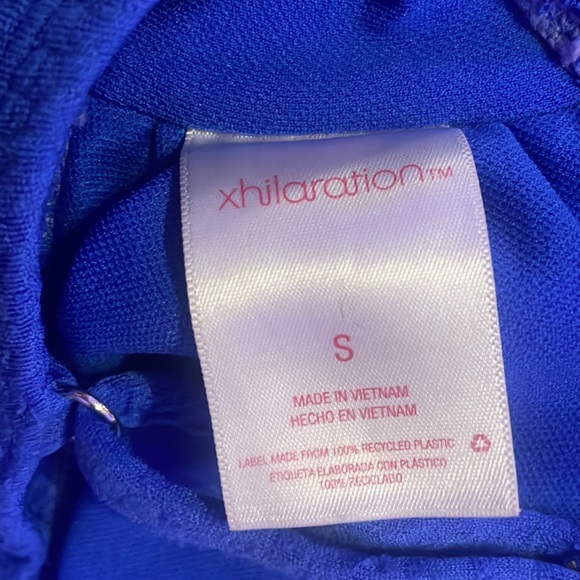 xhilaration™
S
MADE IN VIETNAM
HECHO EN VIETNAM
LABEL MADE FROM 100% RECYCLED PLASTIC
ETIQUETA ELABORADA CON PLÁSTICO
100% RECICLADO